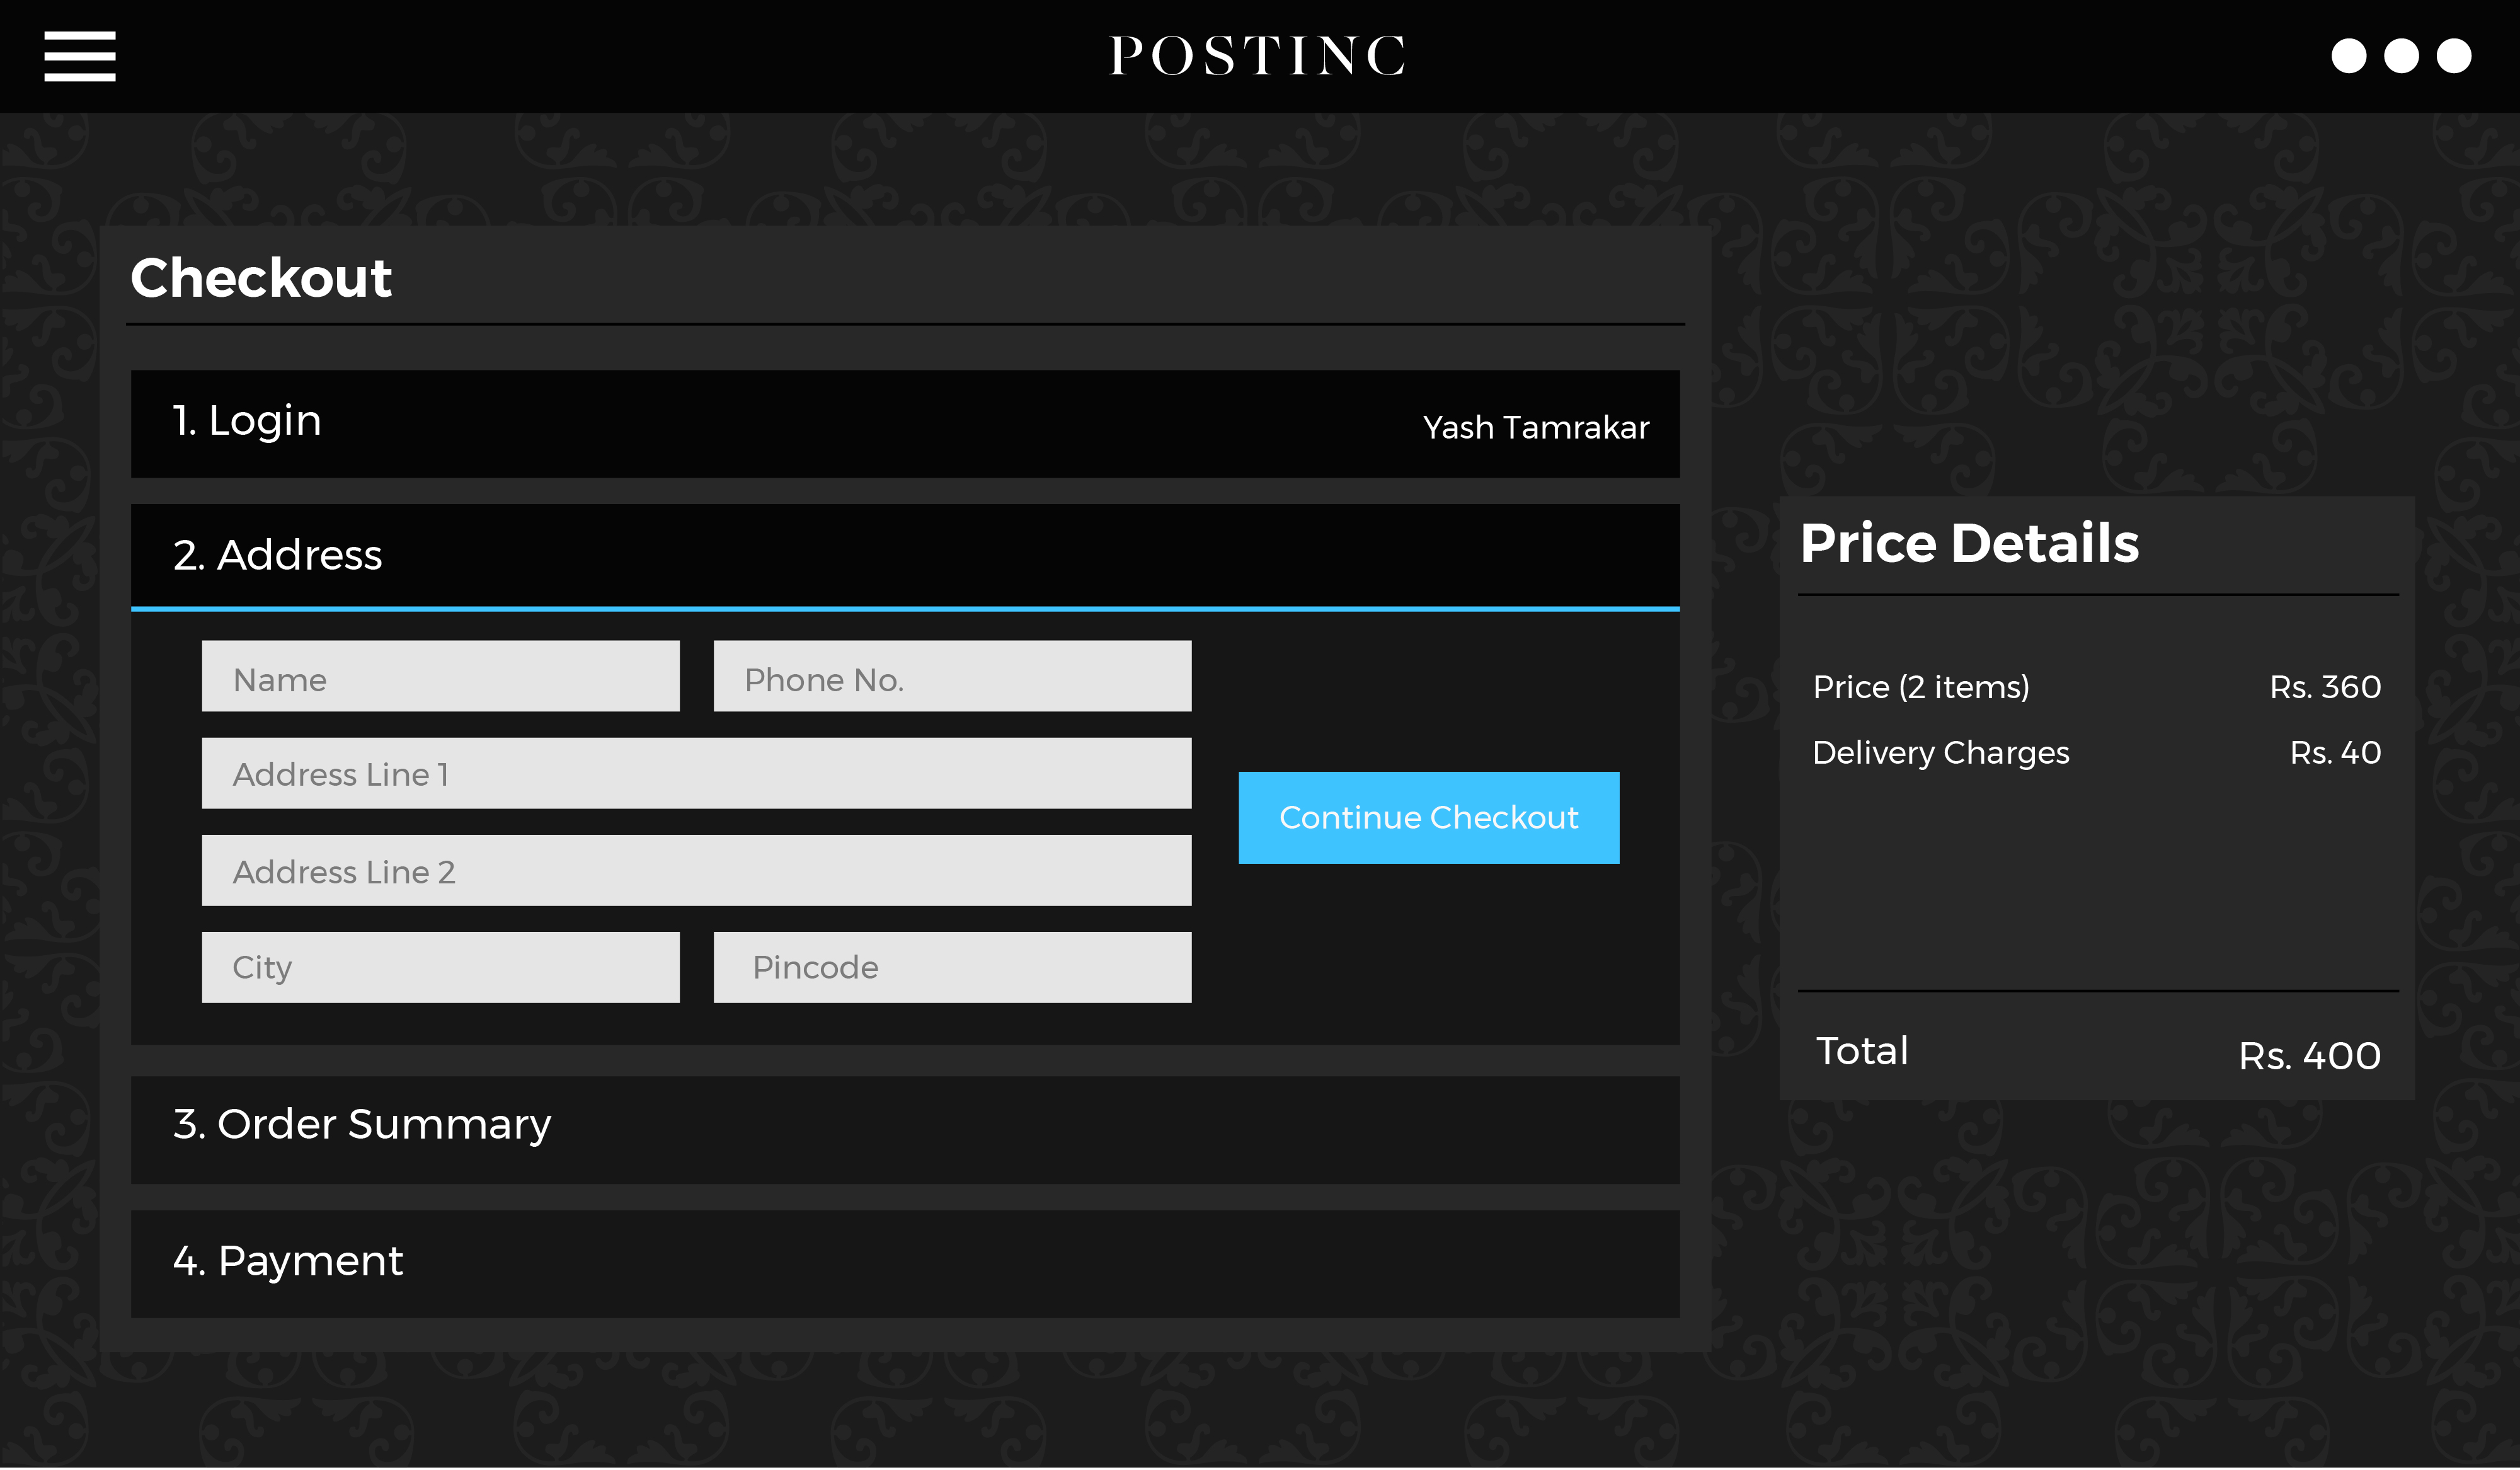 POSTINC
Checkout
1. Login
Yash Tamrakar
2. Address
Name
Phone No.
Address Line 1
Address Line 2
City
Pincode
Continue Checkout
3. Order Summary
4. Payment
Price Details
Price (2 items) Rs. 360
Delivery Charges Rs. 40
Total Rs. 400